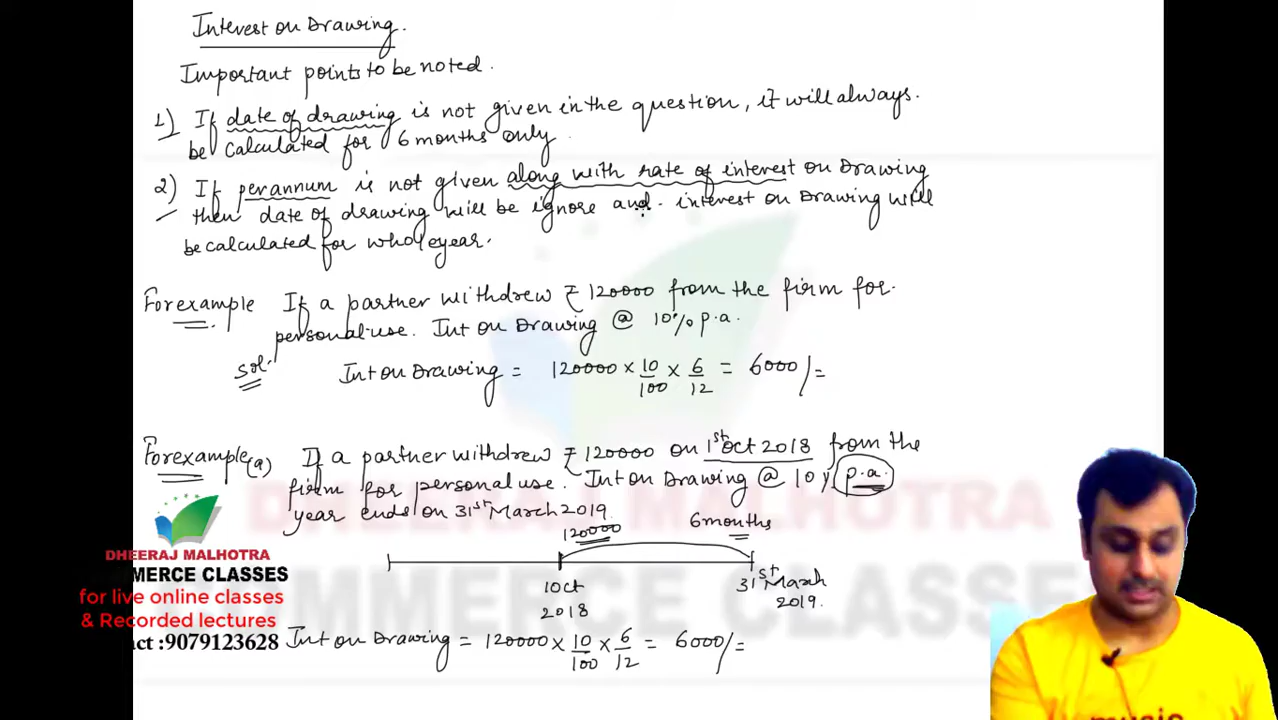 Interest on Drawing.
Important points to be noted.
1) If date of drawing is not given in the question, it will always.
be calculated for 6 months only
2) If per annum is not given along with rate of interest on Drawing
then date of drawing will be ignore and. interest on Drawing will
be calculated for whole year.
For example If a partner withdrew ₹ 120000 from the firm for.
personal use. Int on Drawing @ 10% p.a.
Sol.
Int on Drawing = 120000 × 10/100 × 6/12 = 6000/=
For example (a) If a partner withdrew ₹ 120000 on 1st Oct 2018 from the
firm for personal use. Int on Drawing @ 10% p.a.
year ends on 31st March 2019.
120000 6 months
1 Oct 2018
31st March 2019.
Int on Drawing = 120000 × 10/100 × 6/12 = 6000/=
DHEERAJ MALHOTRA
MMERCE CLASSES
for live online classes
& Recorded lectures
ct :9079123628